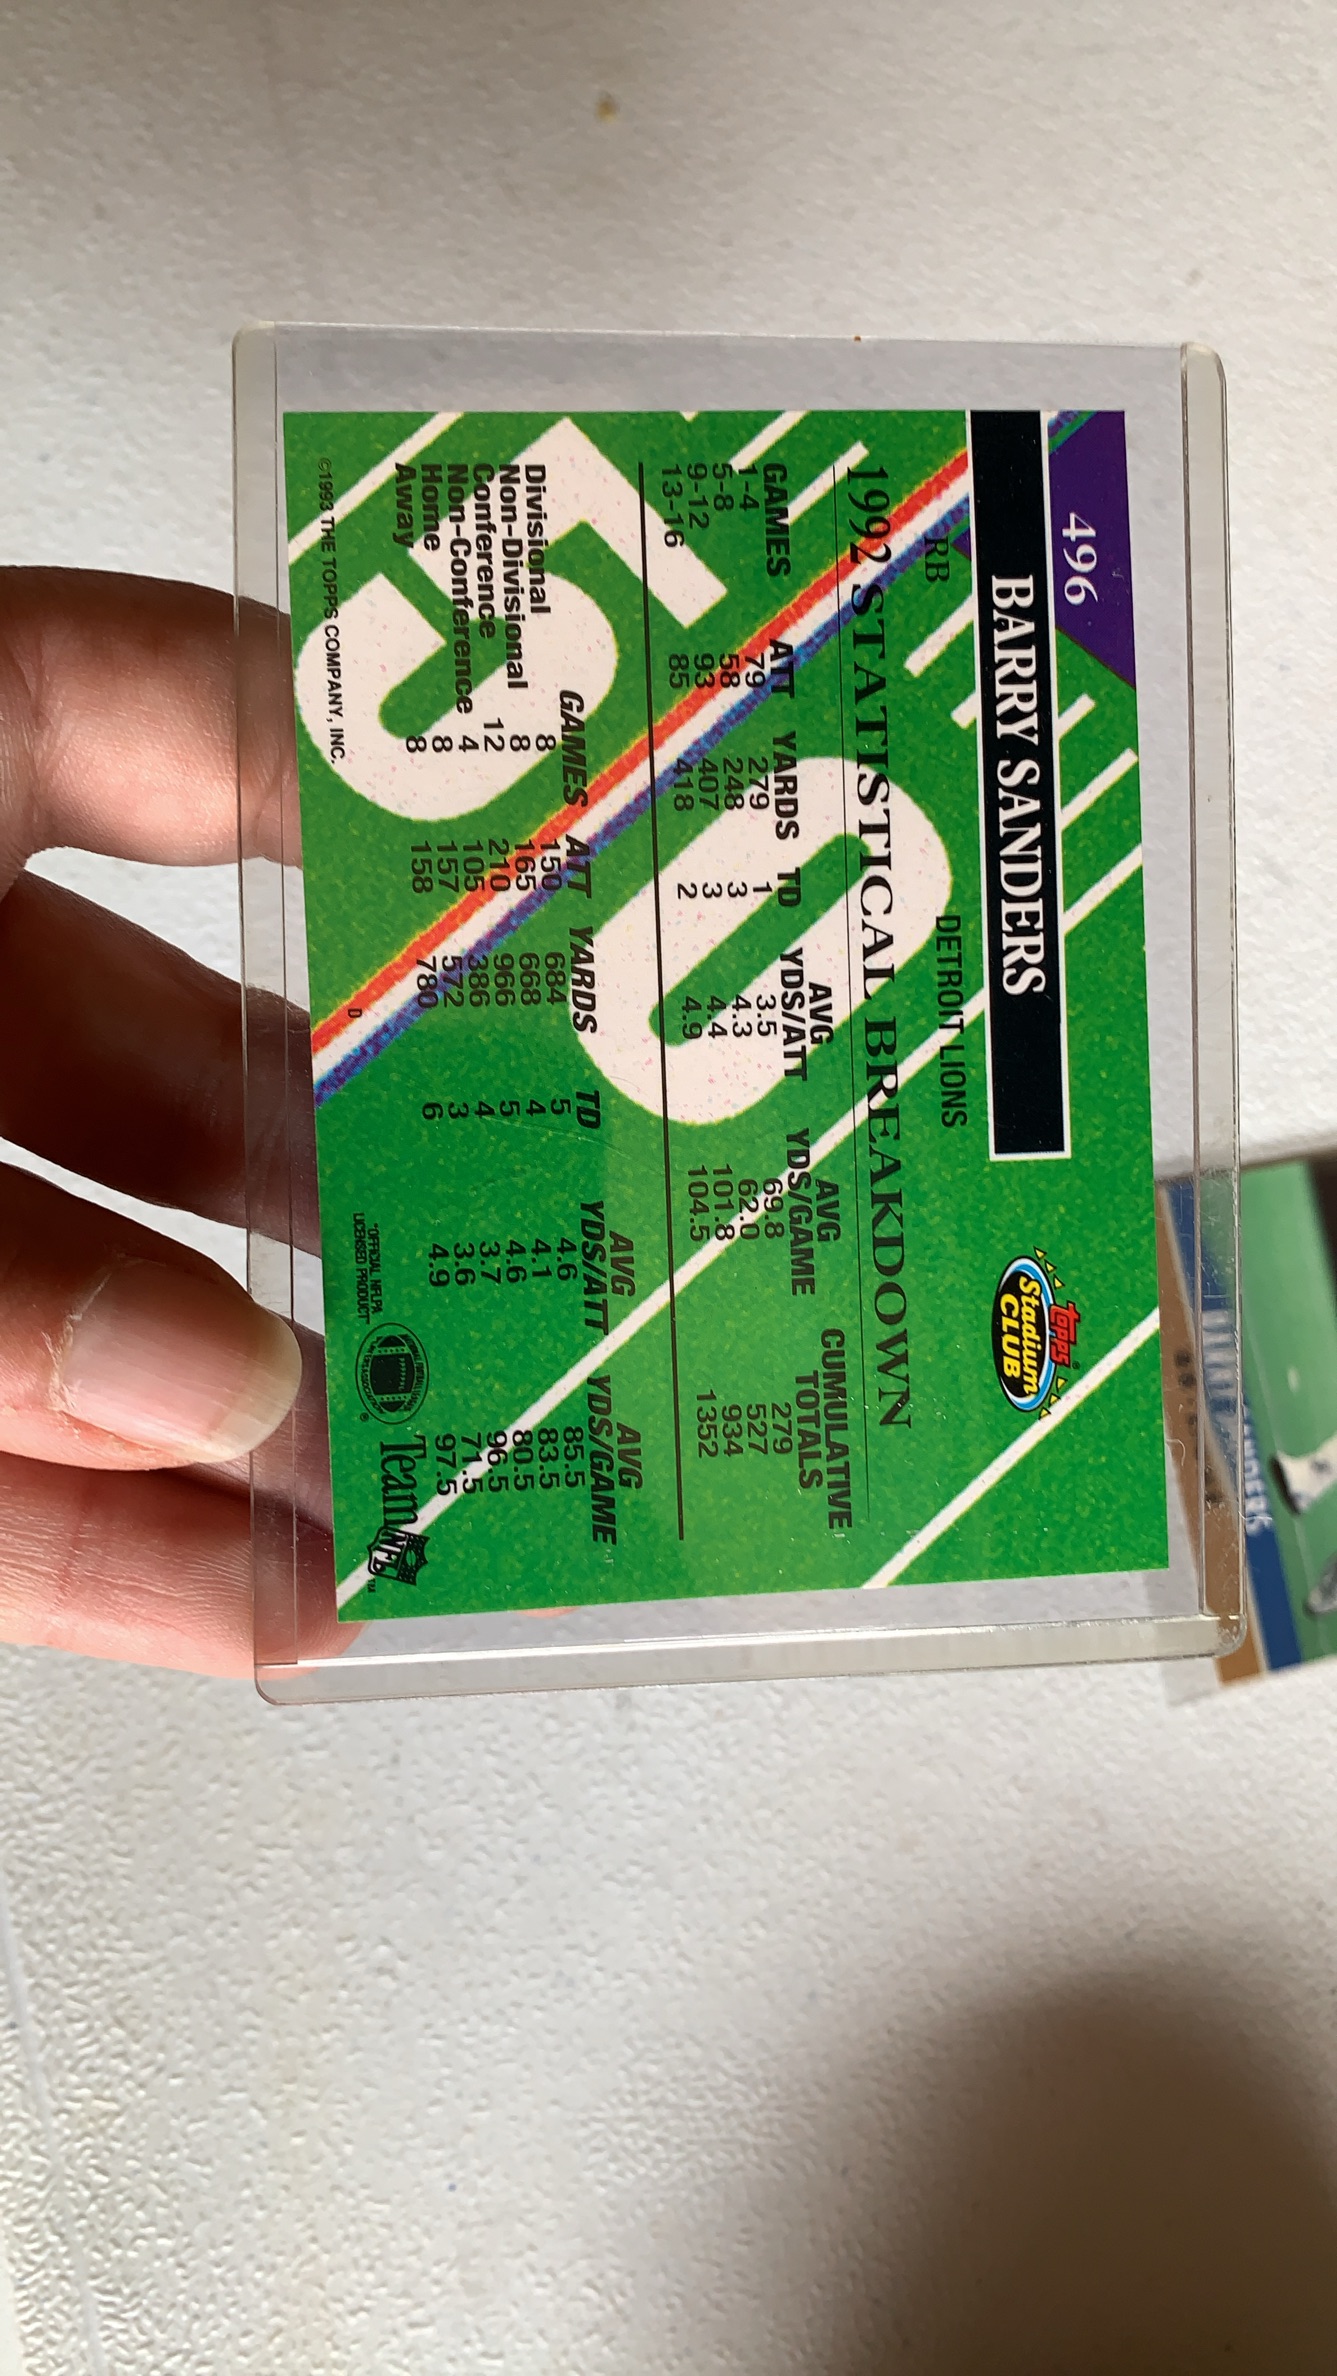 496
BARRY SANDERS
topps®
Stadium
CLUB
RB DETROIT LIONS
1992 STATISTICAL BREAKDOWN
GAMES ATT YARDS TD AVG YDS/ATT AVG YDS/GAME CUMULATIVE TOTALS
1-4 79 279 1 3.5 69.8 279
5-8 58 248 3 4.3 62.0 527
9-12 93 407 3 4.4 101.8 934
13-16 85 418 2 4.9 104.5 1352
GAMES ATT YARDS TD AVG YDS/ATT AVG YDS/GAME
Divisional 8 150 684 5 4.6 85.5
Non-Divisional 8 165 668 4 4.1 83.5
Conference 12 210 966 5 4.6 80.5
Non-Conference 4 105 386 4 3.7 96.5
Home 8 157 572 3 3.6 71.5
Away 8 158 780 6 4.9 97.5
D
©1993 THE TOPPS COMPANY, INC.
*OFFICIAL NFLPA
LICENSED PRODUCT
®
Team NFL™